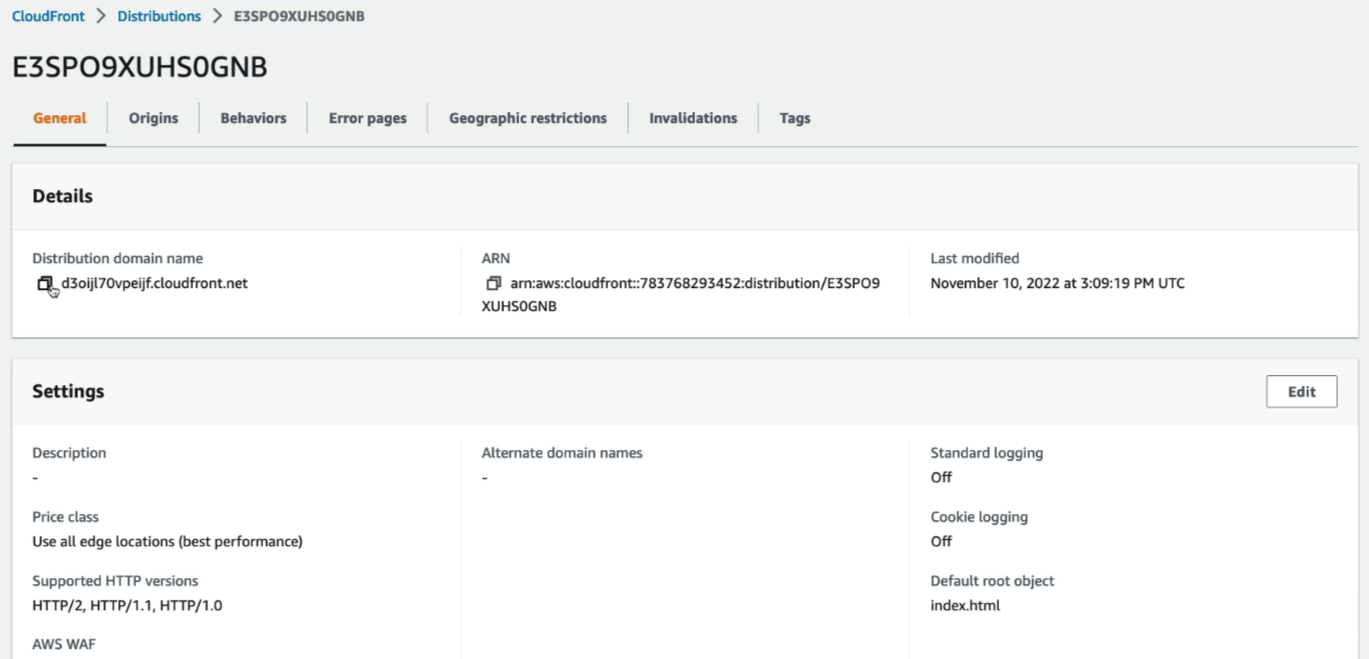 CloudFront > Distributions > E3SPO9XUHS0GNB
E3SPO9XUHS0GNB
General Origins Behaviors Error pages Geographic restrictions Invalidations Tags
Details
Distribution domain name
d3oijl70vpeijf.cloudfront.net
ARN
arn:aws:cloudfront::783768293452:distribution/E3SPO9
XUHS0GNB
Last modified
November 10, 2022 at 3:09:19 PM UTC
Settings
Edit
Description
-
Price class
Use all edge locations (best performance)
Supported HTTP versions
HTTP/2, HTTP/1.1, HTTP/1.0
AWS WAF
Alternate domain names
-
Standard logging
Off
Cookie logging
Off
Default root object
index.html